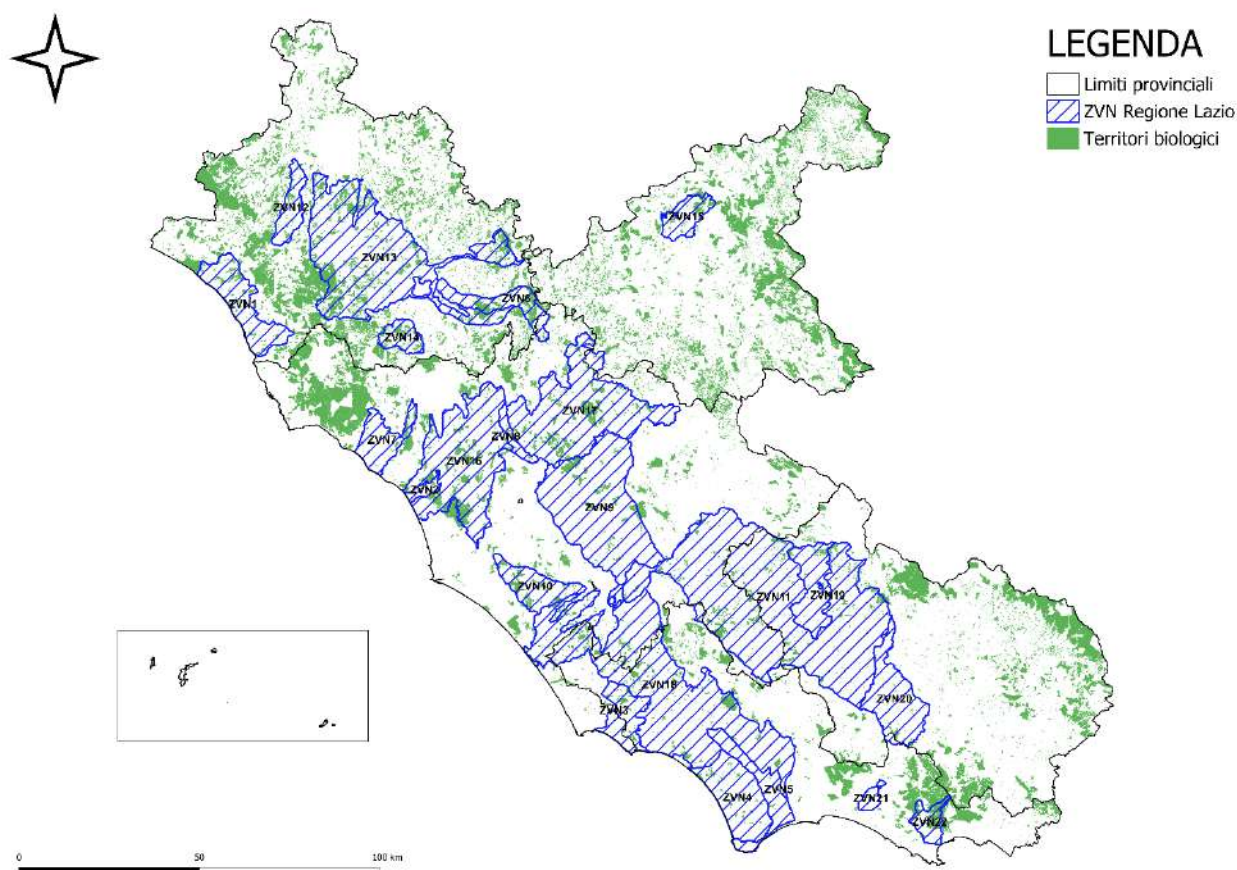 LEGENDA
Limiti provinciali
ZVN Regione Lazio
Territori biologici
ZVN12
ZVN15
ZVN13
ZVN1
ZVN6
ZVN14
ZVN17
ZVN7
ZVN8
ZVN16
ZVN2
ZVN9
ZVN10
ZVN11
ZVN19
ZVN18
ZVN20
ZVN3
ZVN4
ZVN5
ZVN21
ZVN22
0 50 100 km